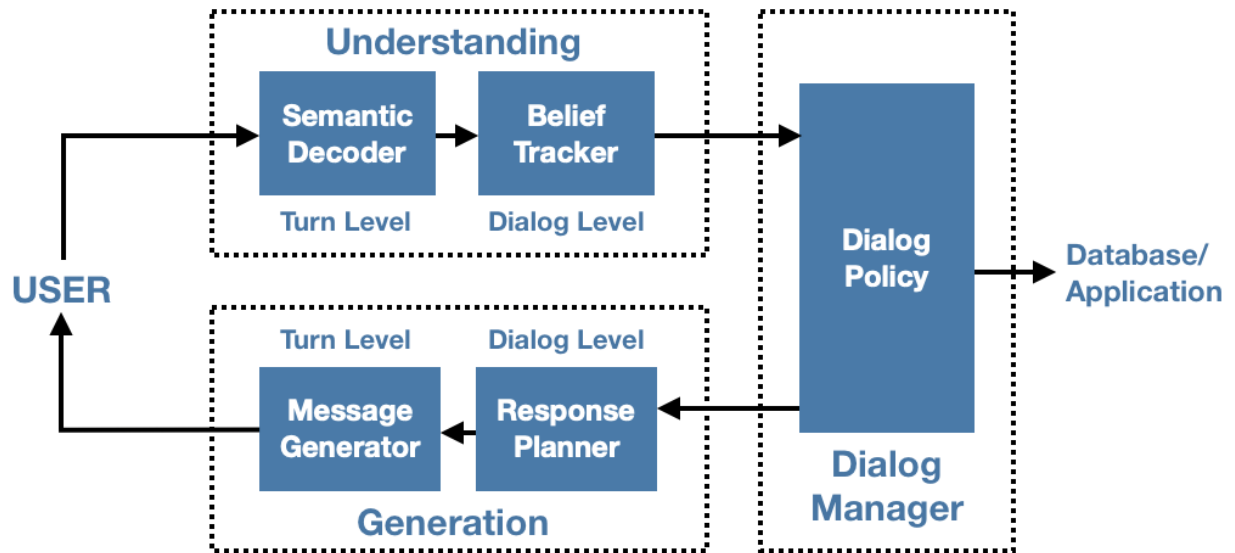 Understanding
Semantic
Decoder
Belief
Tracker
Turn Level
Dialog Level
USER
Dialog
Policy
Database/
Application
Turn Level
Dialog Level
Message
Generator
Response
Planner
Generation
Dialog
Manager